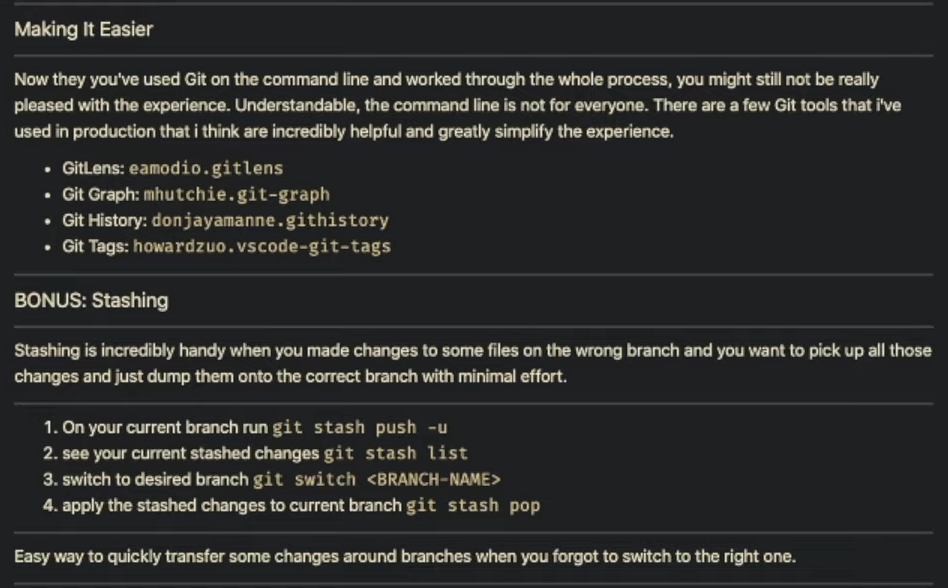 Making It Easier
Now they you've used Git on the command line and worked through the whole process, you might still not be really
pleased with the experience. Understandable, the command line is not for everyone. There are a few Git tools that i've
used in production that i think are incredibly helpful and greatly simplify the experience.
• GitLens: eamodio.gitlens
• Git Graph: mhutchie.git-graph
• Git History: donjayamanne.githistory
• Git Tags: howardzuo.vscode-git-tags
BONUS: Stashing
Stashing is incredibly handy when you made changes to some files on the wrong branch and you want to pick up all those
changes and just dump them onto the correct branch with minimal effort.
1. On your current branch run git stash push -u
2. see your current stashed changes git stash list
3. switch to desired branch git switch <BRANCH-NAME>
4. apply the stashed changes to current branch git stash pop
Easy way to quickly transfer some changes around branches when you forgot to switch to the right one.